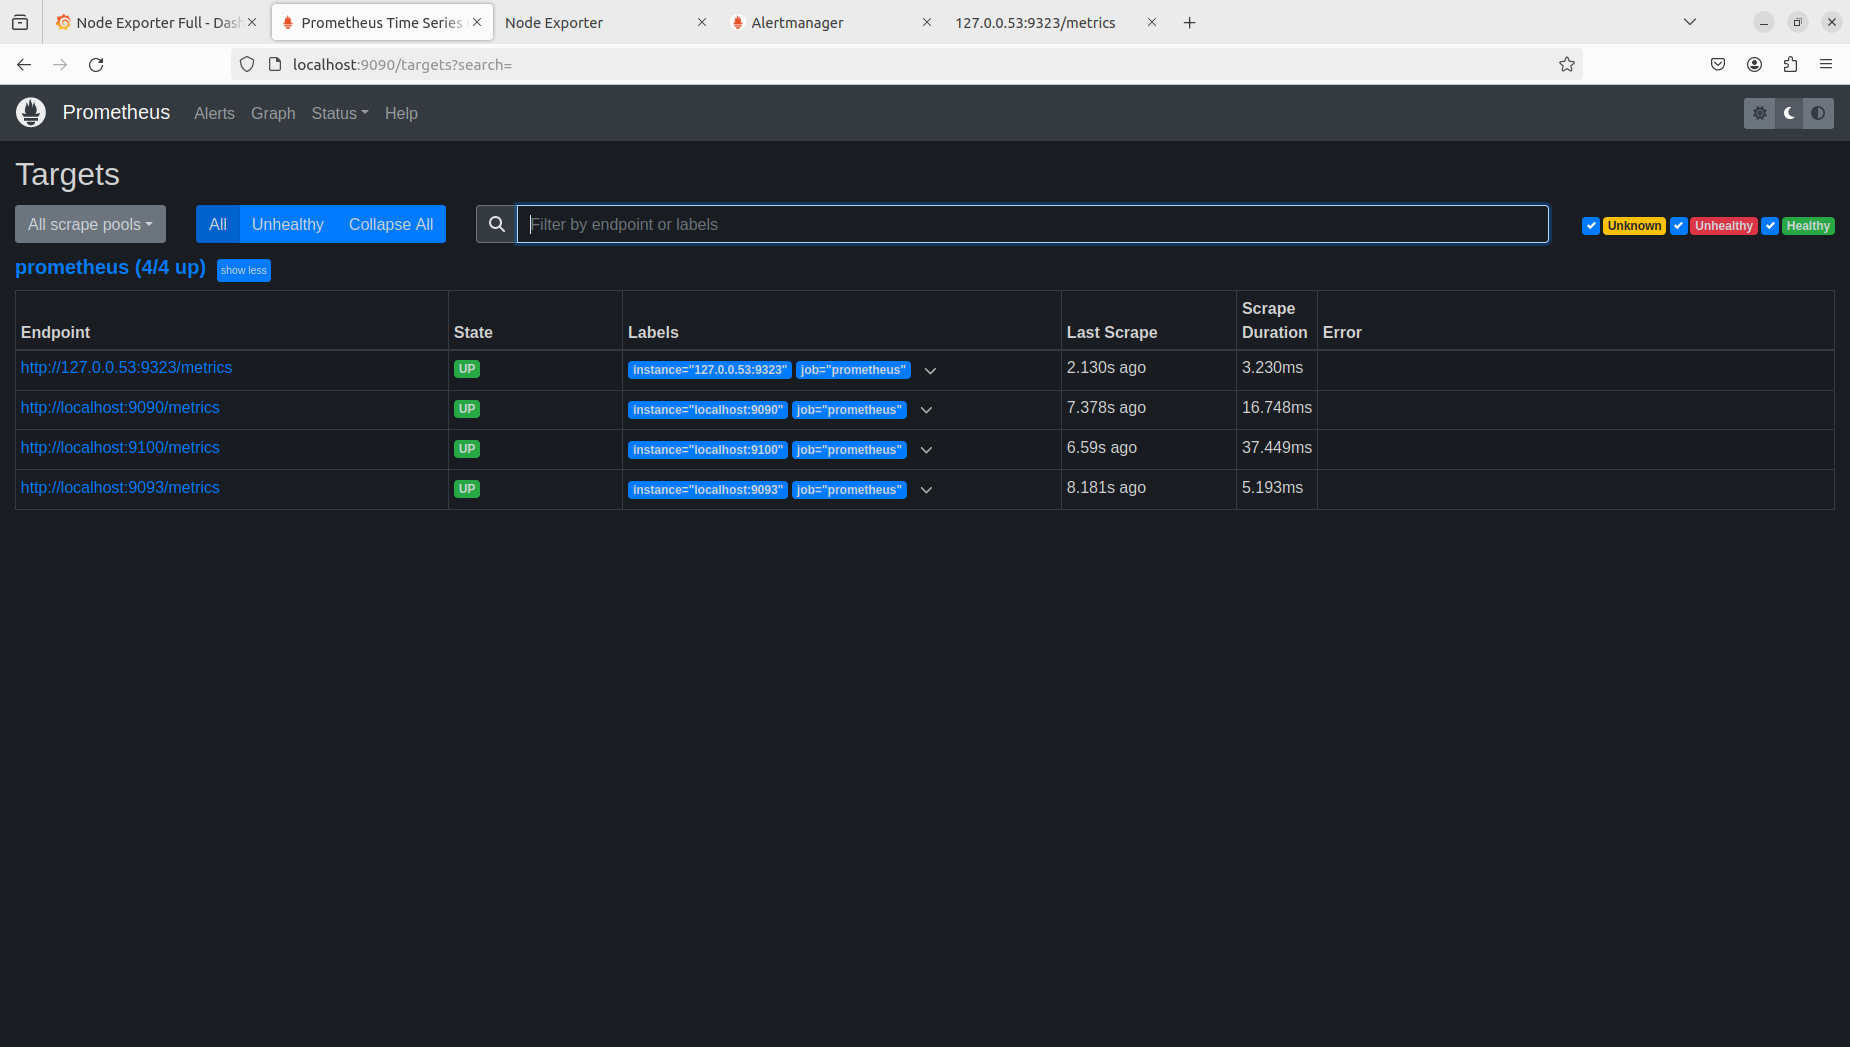 Node Exporter Full - Dash
Prometheus Time Series
Node Exporter
Alertmanager
127.0.0.53:9323/metrics
localhost:9090/targets?search=
Prometheus Alerts Graph Status Help
Targets
All scrape pools All Unhealthy Collapse All Filter by endpoint or labels Unknown Unhealthy Healthy
prometheus (4/4 up) show less
Endpoint State Labels Last Scrape Scrape Duration Error
http://127.0.0.53:9323/metrics UP instance="127.0.0.53:9323" job="prometheus" 2.130s ago 3.230ms
http://localhost:9090/metrics UP instance="localhost:9090" job="prometheus" 7.378s ago 16.748ms
http://localhost:9100/metrics UP instance="localhost:9100" job="prometheus" 6.59s ago 37.449ms
http://localhost:9093/metrics UP instance="localhost:9093" job="prometheus" 8.181s ago 5.193ms